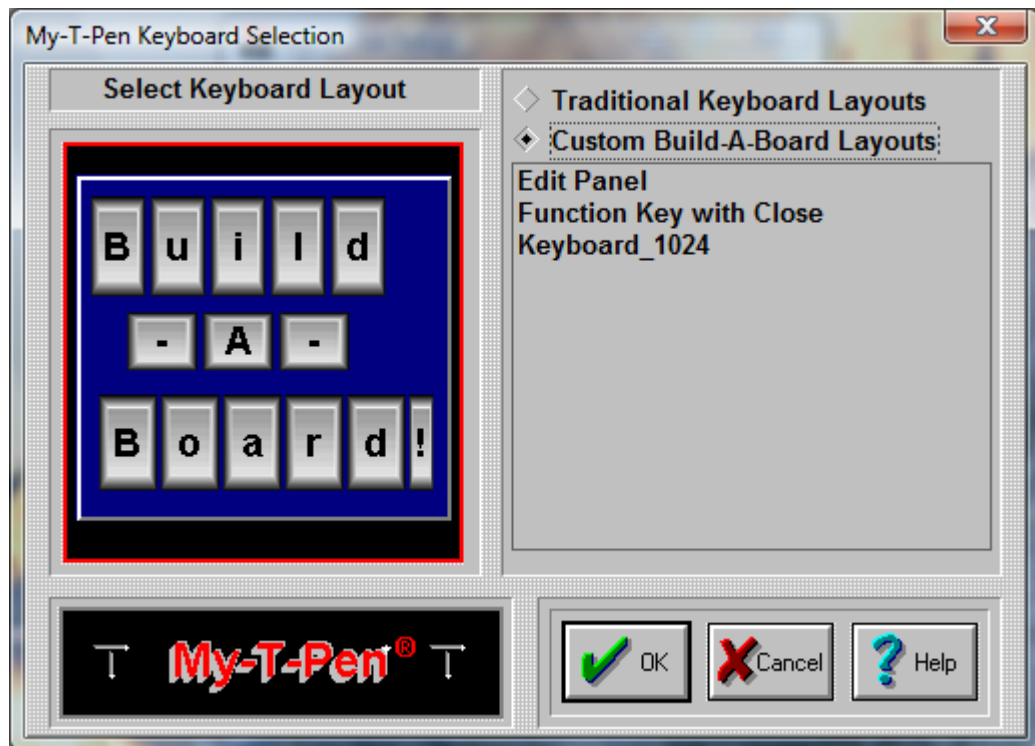 My-T-Pen Keyboard Selection
X
Select Keyboard Layout
B u i l d
- A -
B o a r d !
Traditional Keyboard Layouts
Custom Build-A-Board Layouts
Edit Panel
Function Key with Close
Keyboard_1024
T My-T-Pen® T
OK
Cancel
? Help